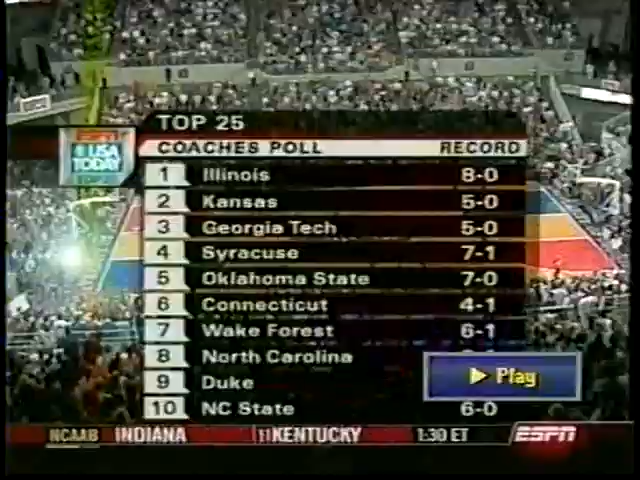 TOP 25
ESPN
USA TODAY
COACHES POLL RECORD
1 Illinois 8-0
2 Kansas 5-0
3 Georgia Tech 5-0
4 Syracuse 7-1
5 Oklahoma State 7-0
6 Connecticut 4-1
7 Wake Forest 6-1
8 North Carolina
9 Duke
10 NC State 6-0
Play
NCAAB INDIANA 11 KENTUCKY 1:30 ET ESPN